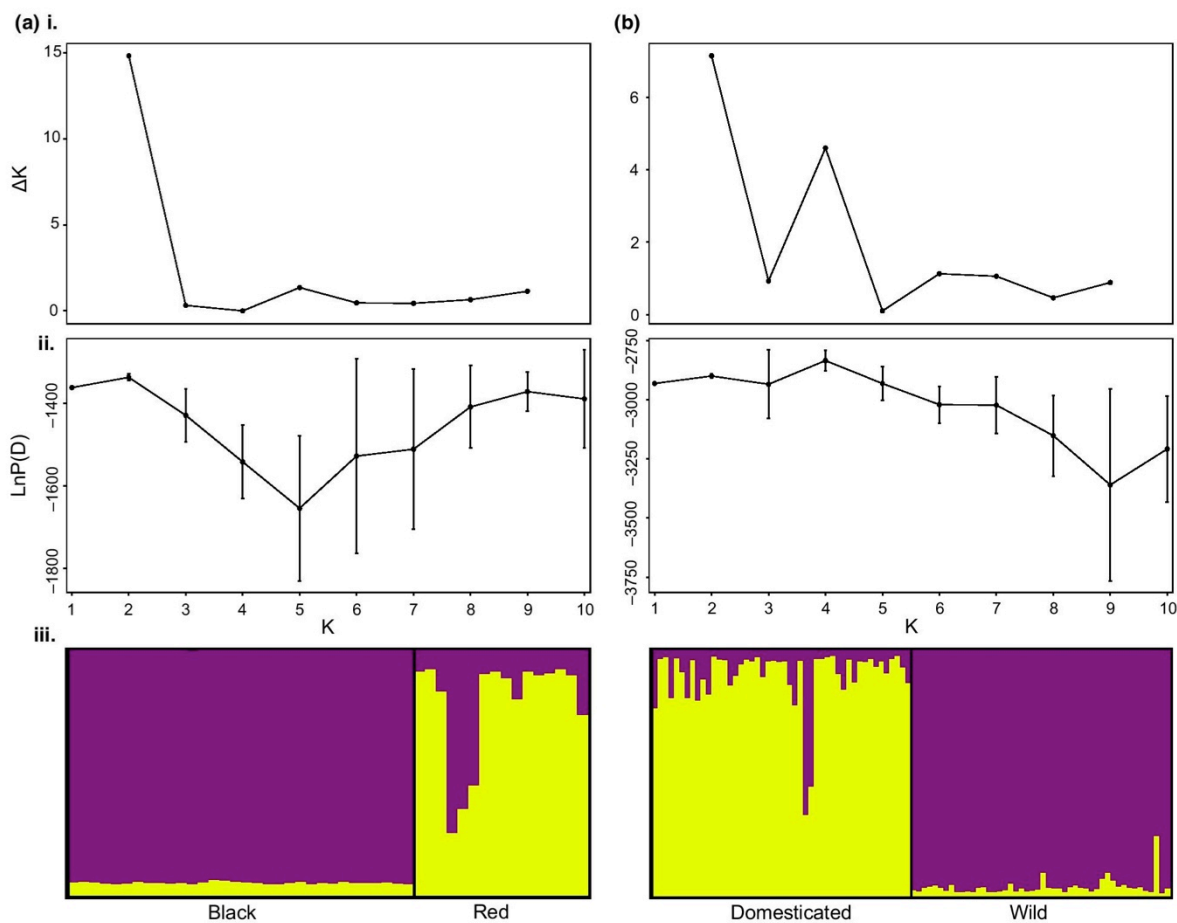 (a) i.
(b)
15
10
5
0
ΔK
6
4
2
0
ii.
-1400
-1600
-1800
LnP(D)
-2750
-3000
-3250
-3500
-3750
1 2 3 4 5 6 7 8 9 10
K
1 2 3 4 5 6 7 8 9 10
K
iii.
Black Red
Domesticated Wild